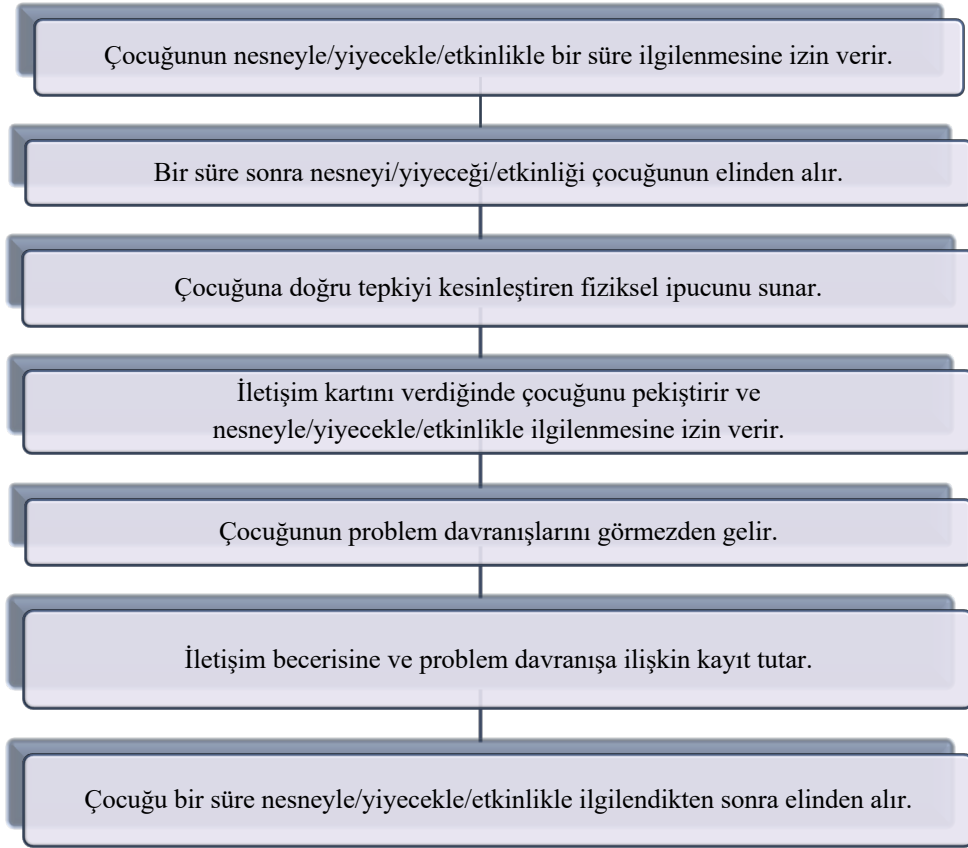 Çocuğunun nesneyle/yiyecekle/etkinlikle bir süre ilgilenmesine izin verir.
Bir süre sonra nesneyi/yiyeceği/etkinliği çocuğunun elinden alır.
Çocuğuna doğru tepkiyi kesinleştiren fiziksel ipucunu sunar.
İletişim kartını verdiğinde çocuğunu pekiştirir ve
nesneyle/yiyecekle/etkinlikle ilgilenmesine izin verir.
Çocuğunun problem davranışlarını görmezden gelir.
İletişim becerisine ve problem davranışa ilişkin kayıt tutar.
Çocuğu bir süre nesneyle/yiyecekle/etkinlikle ilgilendikten sonra elinden alır.